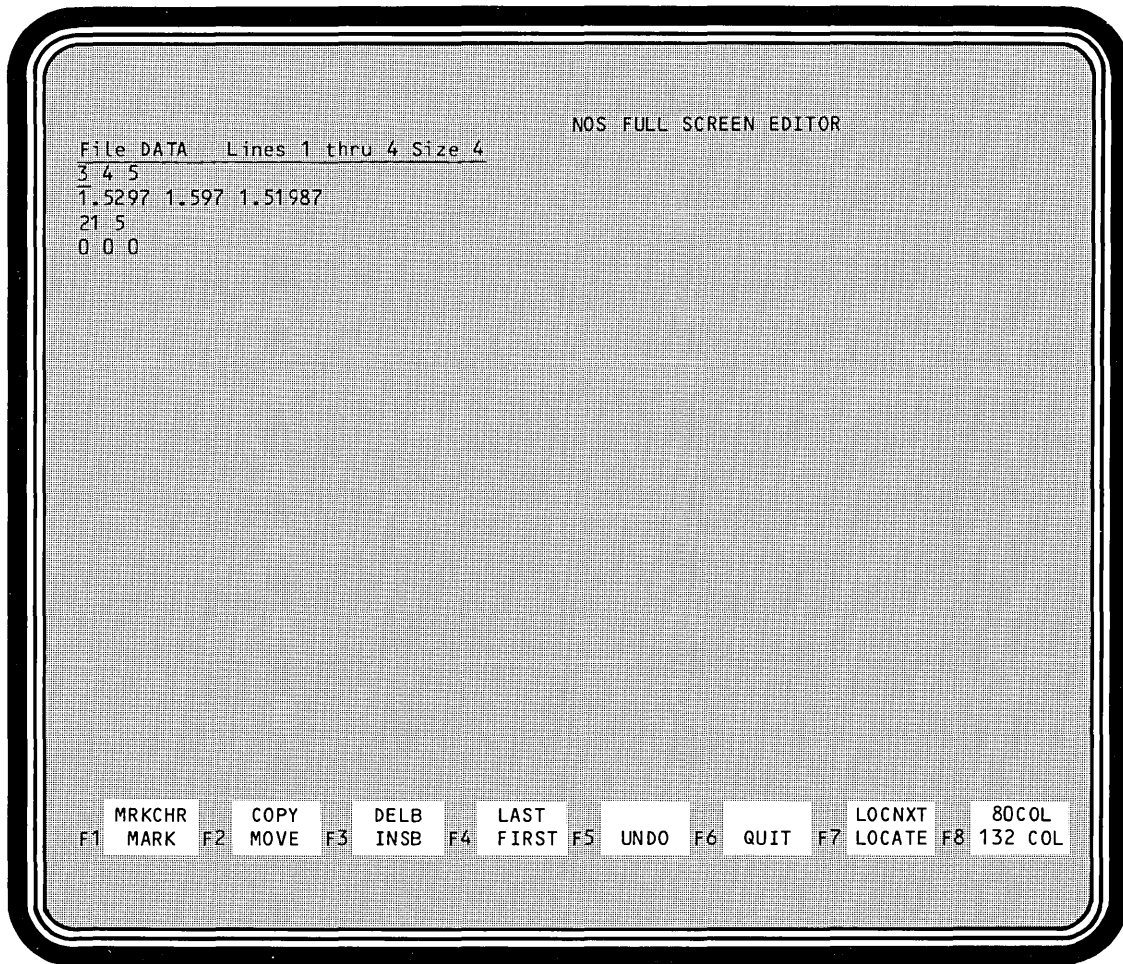 NOS FULL SCREEN EDITOR
File DATA Lines 1 thru 4 Size 4
3 4 5
1.5297 1.597 1.51987
21 5
0 0 0
MRKCHR COPY DELB LAST LOCNXT 80COL
F1 MARK F2 MOVE F3 INSB F4 FIRST F5 UNDO F6 QUIT F7 LOCATE F8 132 COL